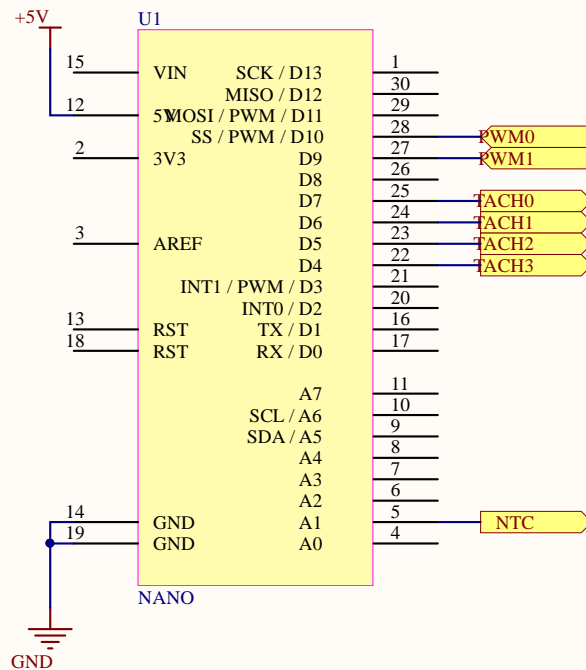 +5V
U1
15 VIN SCK / D13 1
MISO / D12 30
12 5V MOSI / PWM / D11 29
SS / PWM / D10 28 PWM0
2 3V3 D9 27 PWM1
D8 26
D7 25 TACH0
D6 24 TACH1
3 AREF D5 23 TACH2
D4 22 TACH3
INT1 / PWM / D3 21
INT0 / D2 20
13 RST TX / D1 16
18 RST RX / D0 17
A7 11
SCL / A6 10
SDA / A5 9
A4 8
A3 7
A2 6
14 GND A1 5 NTC
19 GND A0 4
NANO
GND